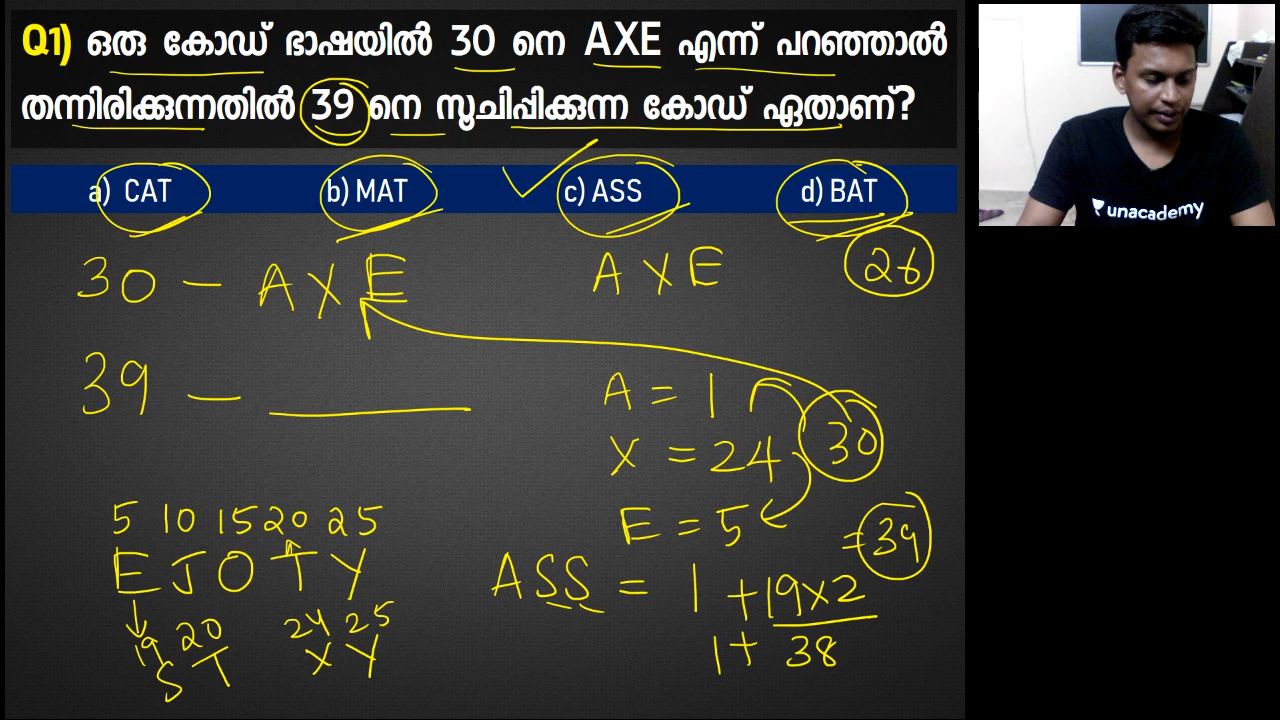 Q1) ഒരു കോഡ് ഭാഷയിൽ 30 നെ AXE എന്ന് പറഞ്ഞാൽ
തന്നിരിക്കുന്നതിൽ 39 നെ സൂചിപ്പിക്കുന്ന കോഡ് ഏതാണ്?
a) CAT b) MAT c) ASS d) BAT
unacademy
30 - AXE AXE 26
39 -
A = 1
X = 24 30
E = 5
5 10 15 20 25
E J O T Y
ASS = 1 + 19x2 = 39
19 20 24 25
S T X Y
1 + 38